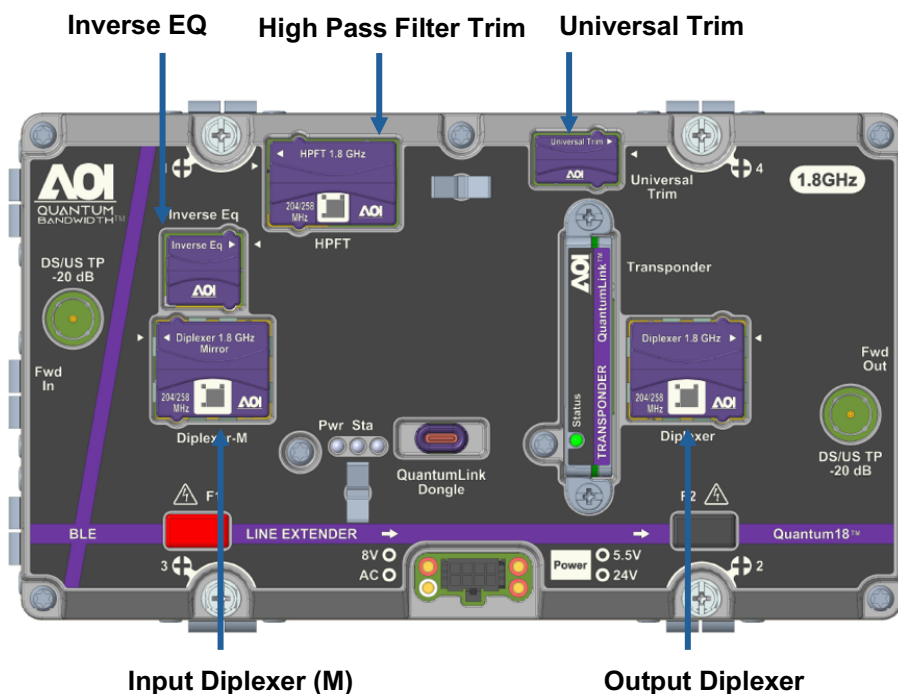 Inverse EQ
High Pass Filter Trim
Universal Trim
AOI
QUANTUM
BANDWIDTH™
1
HPFT 1.8 GHz
204/258
MHz
AOI
HPFT
Universal Trim
AOI
Universal
Trim
4
1.8GHz
Inverse Eq
Inverse Eq
AOI
DS/US TP
-20 dB
Fwd
In
Diplexer 1.8 GHz
Mirror
204/258
MHz
AOI
Diplexer-M
Pwr Sta
QuantumLink
Dongle
AOI
QuantumLink™
TRANSPONDER
Status
Transponder
Diplexer 1.8 GHz
204/258
MHz
AOI
Diplexer
Fwd
Out
DS/US TP
-20 dB
F1
F2
BLE
LINE EXTENDER
Quantum18™
3
8V
AC
Power
5.5V
24V
2
Input Diplexer (M)
Output Diplexer